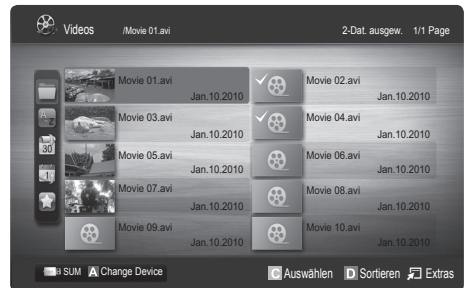 Videos /Movie 01.avi 2-Dat. ausgew. 1/1 Page
Movie 01.avi Movie 02.avi
Jan.10.2010 Jan.10.2010
Movie 03.avi Movie 04.avi
Jan.10.2010 Jan.10.2010
Movie 05.avi Movie 06.avi
Jan.10.2010 Jan.10.2010
Movie 07.avi Movie 08.avi
Jan.10.2010 Jan.10.2010
Movie 09.avi Movie 10.avi
Jan.10.2010 Jan.10.2010
30
1
SUM A Change Device C Auswählen D Sortieren Extras